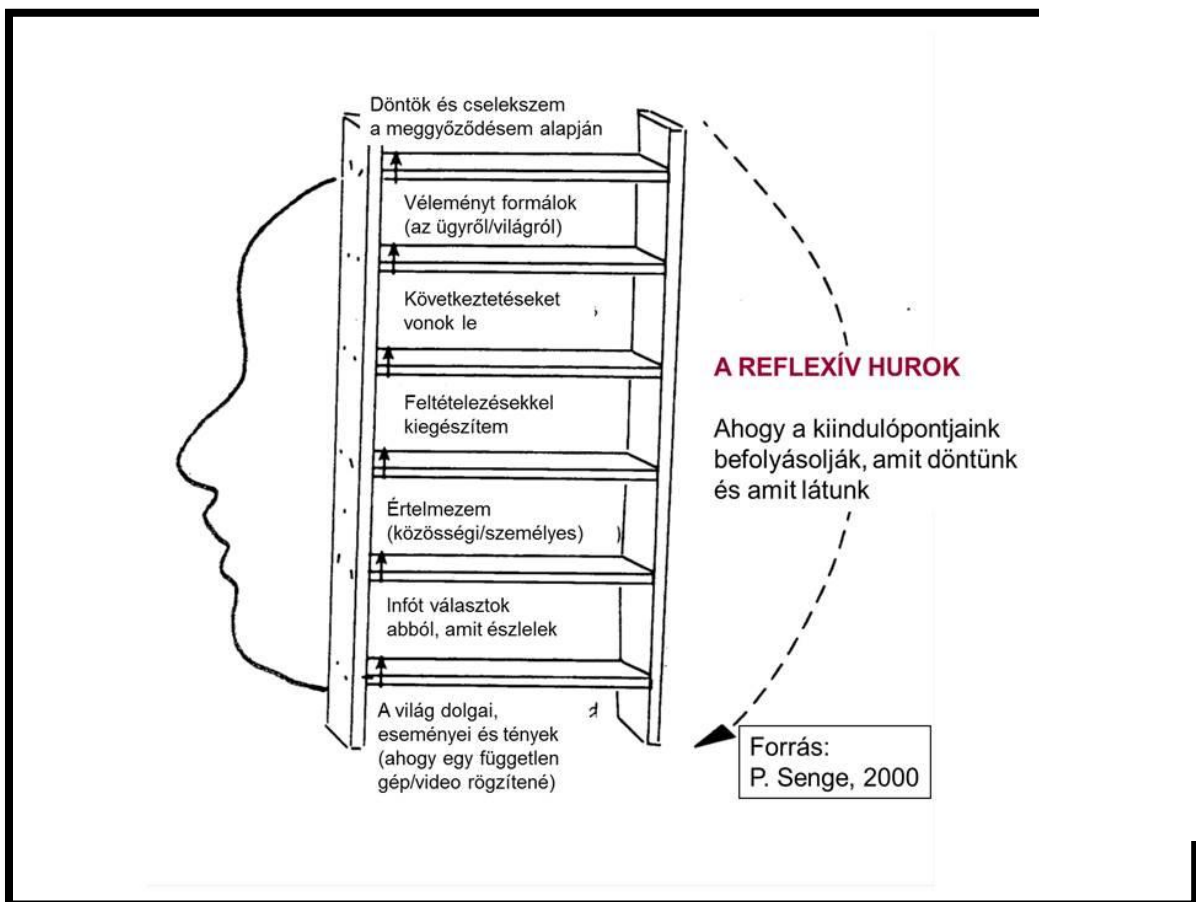 Döntök és cselekszem
a meggyőződésem alapján
Véleményt formálok
(az ügyről/világról)
Következtetéseket
vonok le
Feltételezésekkel
kiegészítem
Értelmezem
(közösségi/személyes)
Infót választok
abból, amit észlelek
A világ dolgai,
eseményei és tények
(ahogy egy független
gép/video rögzítené)
A REFLEXÍV HUROK
Ahogy a kiindulópontjaink
befolyásolják, amit döntünk
és amit látunk
Forrás:
P. Senge, 2000